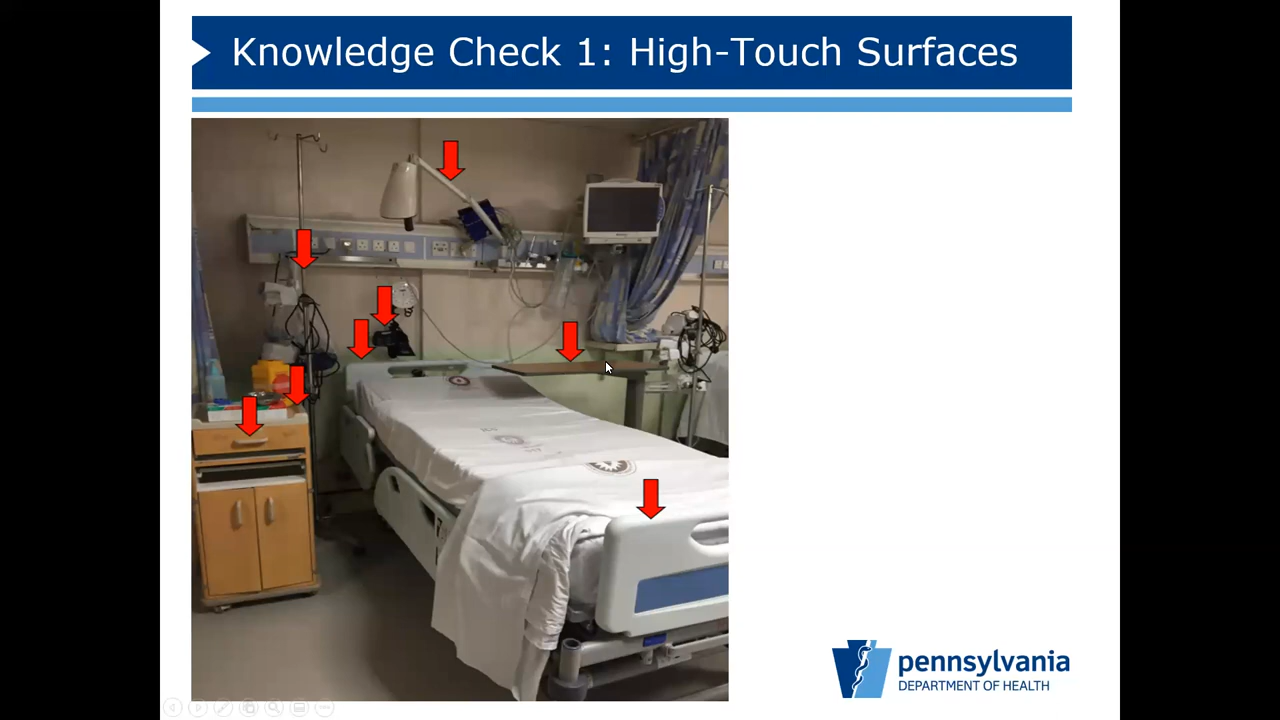 Knowledge Check 1: High-Touch Surfaces
pennsylvania
DEPARTMENT OF HEALTH